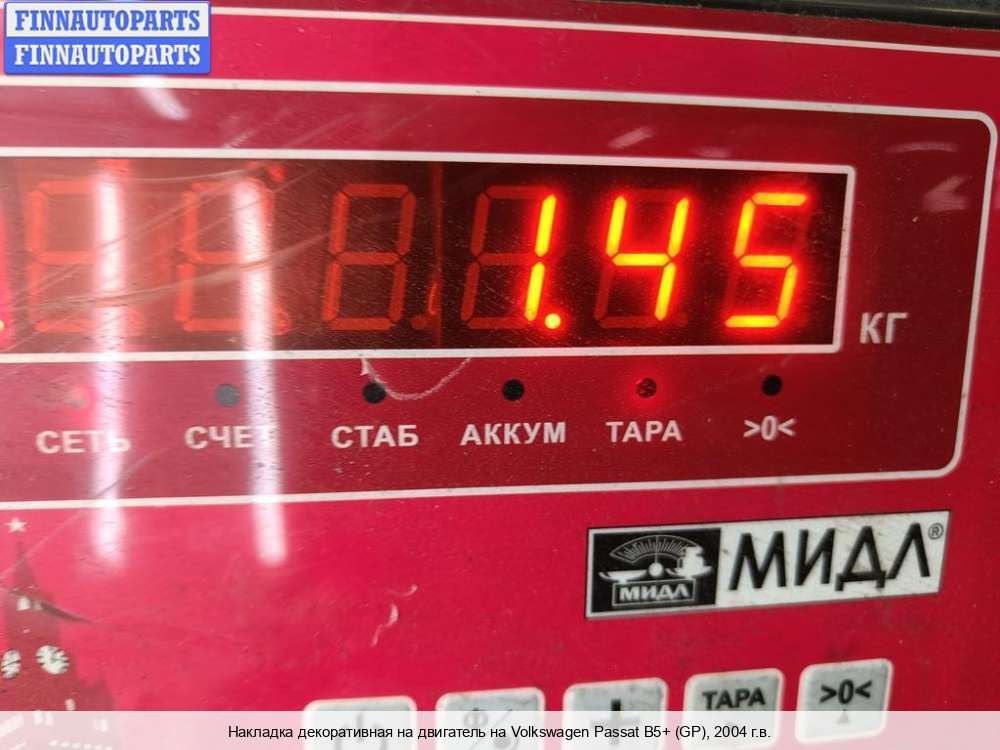 FINNAUTOPARTS
FINNAUTOPARTS
1.45
КГ
СЕТЬ СЧЕТ СТАБ АККУМ ТАРА >0<
МИДЛ МИДЛ®
ТАРА >0<
Накладка декоративная на двигатель на Volkswagen Passat B5+ (GP), 2004 г.в.